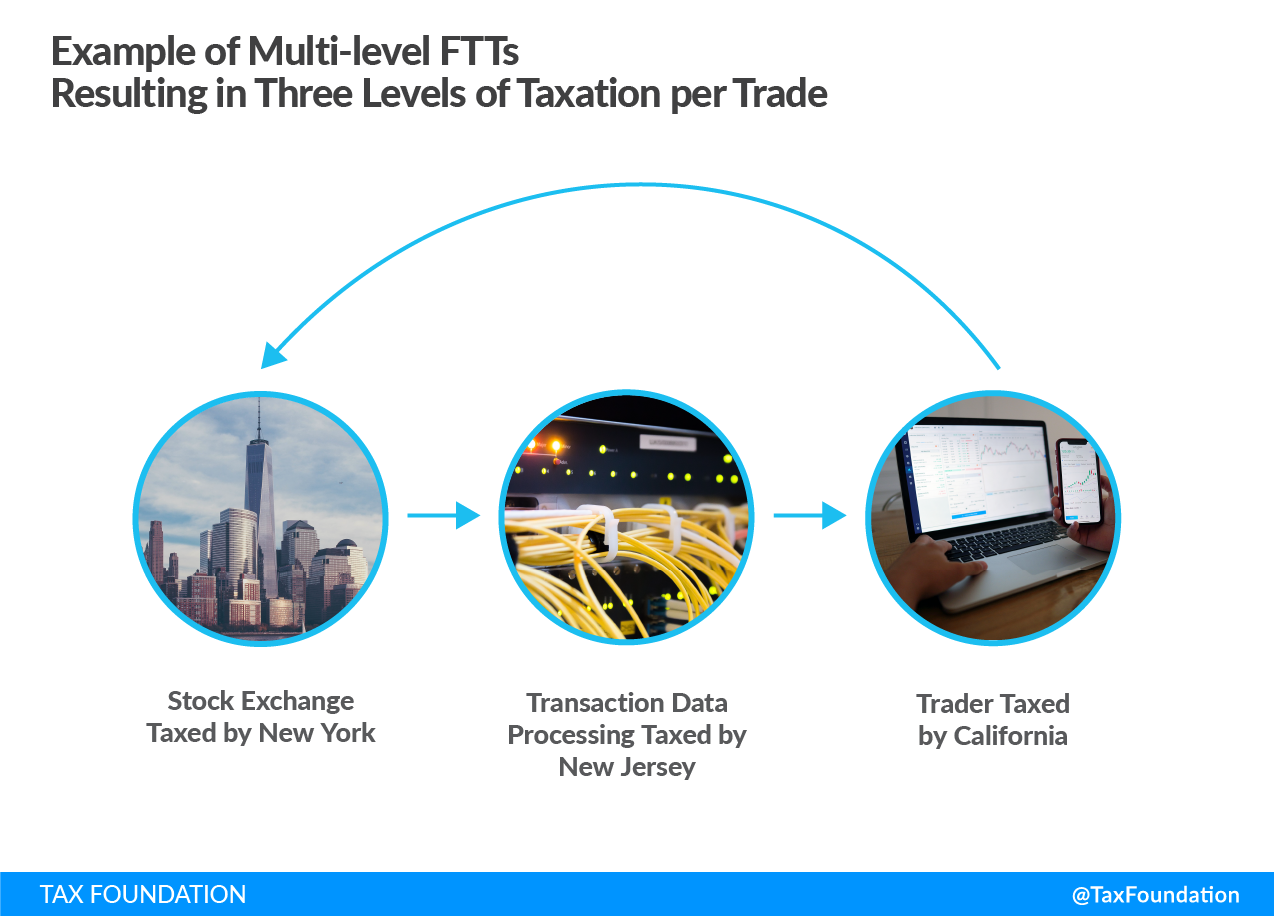 Example of Multi-level FTTs
Resulting in Three Levels of Taxation per Trade
Stock Exchange
Taxed by New York
Transaction Data
Processing Taxed by
New Jersey
Trader Taxed
by California
TAX FOUNDATION
@TaxFoundation